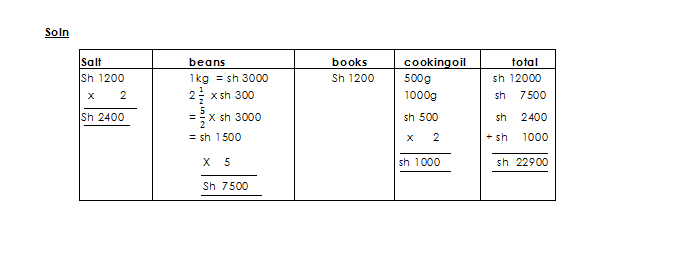 Soln
Salt
Sh 1200
x 2
Sh 2400
beans
1kg = sh 3000
2 1/2 x sh 300
= 5/2 x sh 3000
= sh 1500
X 5
Sh 7500
books
Sh 1200
cookingoil
500g
1000g
sh 500
x 2
sh 1000
total
sh 12000
sh 7500
sh 2400
+ sh 1000
sh 22900